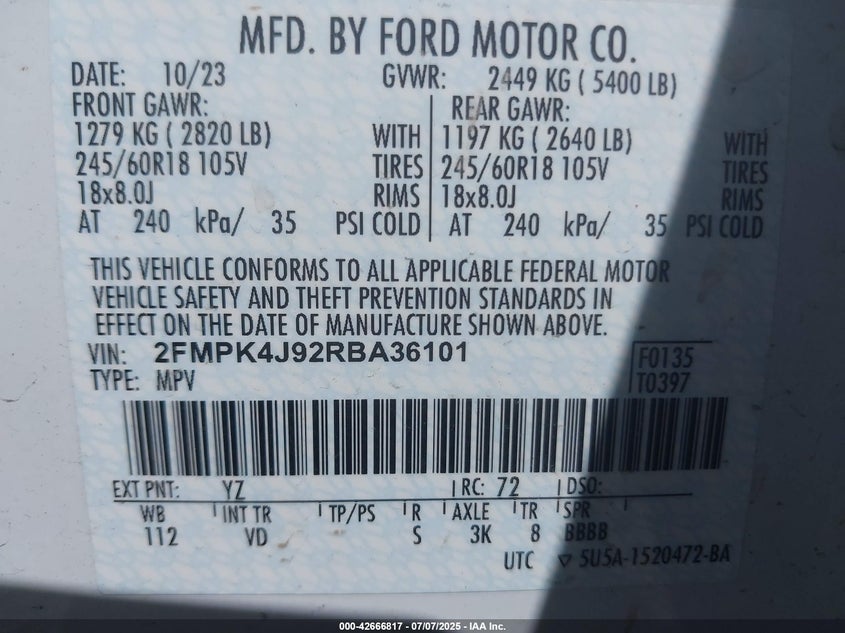 MFD. BY FORD MOTOR CO.
DATE: 10/23 GVWR: 2449 KG ( 5400 LB)
FRONT GAWR: REAR GAWR:
1279 KG ( 2820 LB) WITH 1197 KG ( 2640 LB) WITH
245/60R18 105V TIRES 245/60R18 105V TIRES
18x8.0J RIMS 18x8.0J RIMS
AT 240 kPa/ 35 PSI COLD AT 240 kPa/ 35 PSI COLD
THIS VEHICLE CONFORMS TO ALL APPLICABLE FEDERAL MOTOR
VEHICLE SAFETY AND THEFT PREVENTION STANDARDS IN
EFFECT ON THE DATE OF MANUFACTURE SHOWN ABOVE.
VIN: 2FMPK4J92RBA36101 F0135
TYPE: MPV T0397
EXT PNT: YZ RC: 72 DSO:
WB INT TR TP/PS R AXLE TR SPR
112 VD S 3K 8 BBBB
UTC ▽ 5U5A-1520472-BA
000-42666817 - 07/07/2025 - IAA Inc.